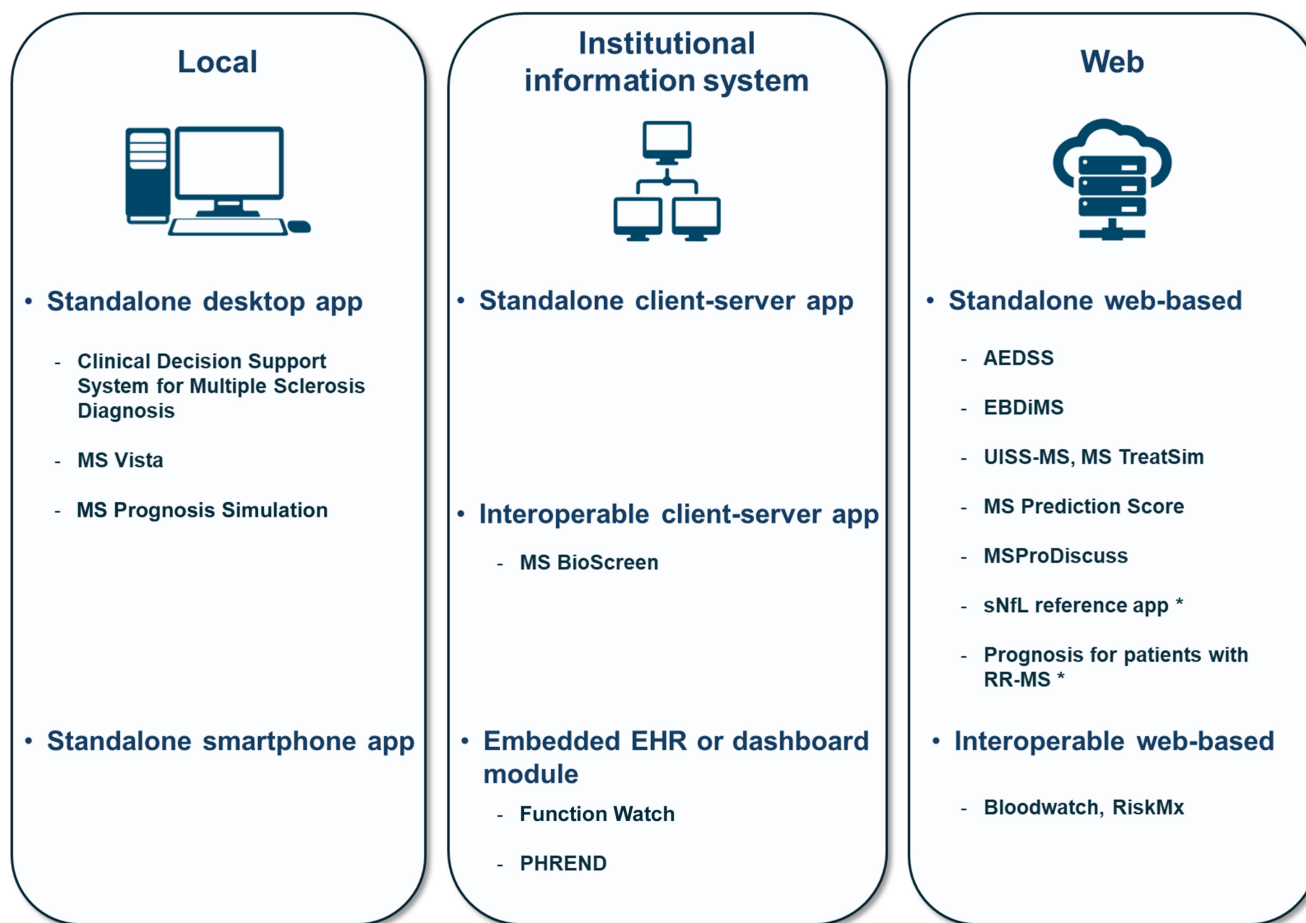 Local
• Standalone desktop app
- Clinical Decision Support
System for Multiple Sclerosis
Diagnosis
- MS Vista
- MS Prognosis Simulation
• Standalone smartphone app
Institutional
information system
• Standalone client-server app
• Interoperable client-server app
- MS BioScreen
• Embedded EHR or dashboard
module
- Function Watch
- PHREND
Web
• Standalone web-based
- AEDSS
- EBDiMS
- UISS-MS, MS TreatSim
- MS Prediction Score
- MSProDiscuss
- sNfL reference app *
- Prognosis for patients with
RR-MS *
• Interoperable web-based
- Bloodwatch, RiskMx